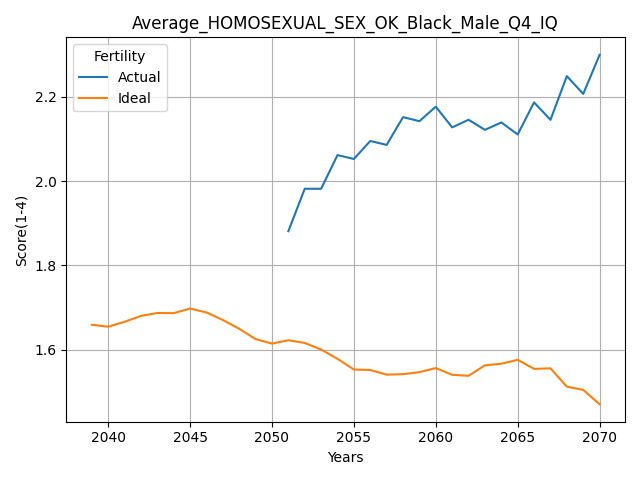 Average_HOMOSEXUAL_SEX_OK_Black_Male_Q4_IQ
Fertility
Actual
Ideal
Score(1-4)
2.2
2.0
1.8
1.6
2040 2045 2050 2055 2060 2065 2070
Years